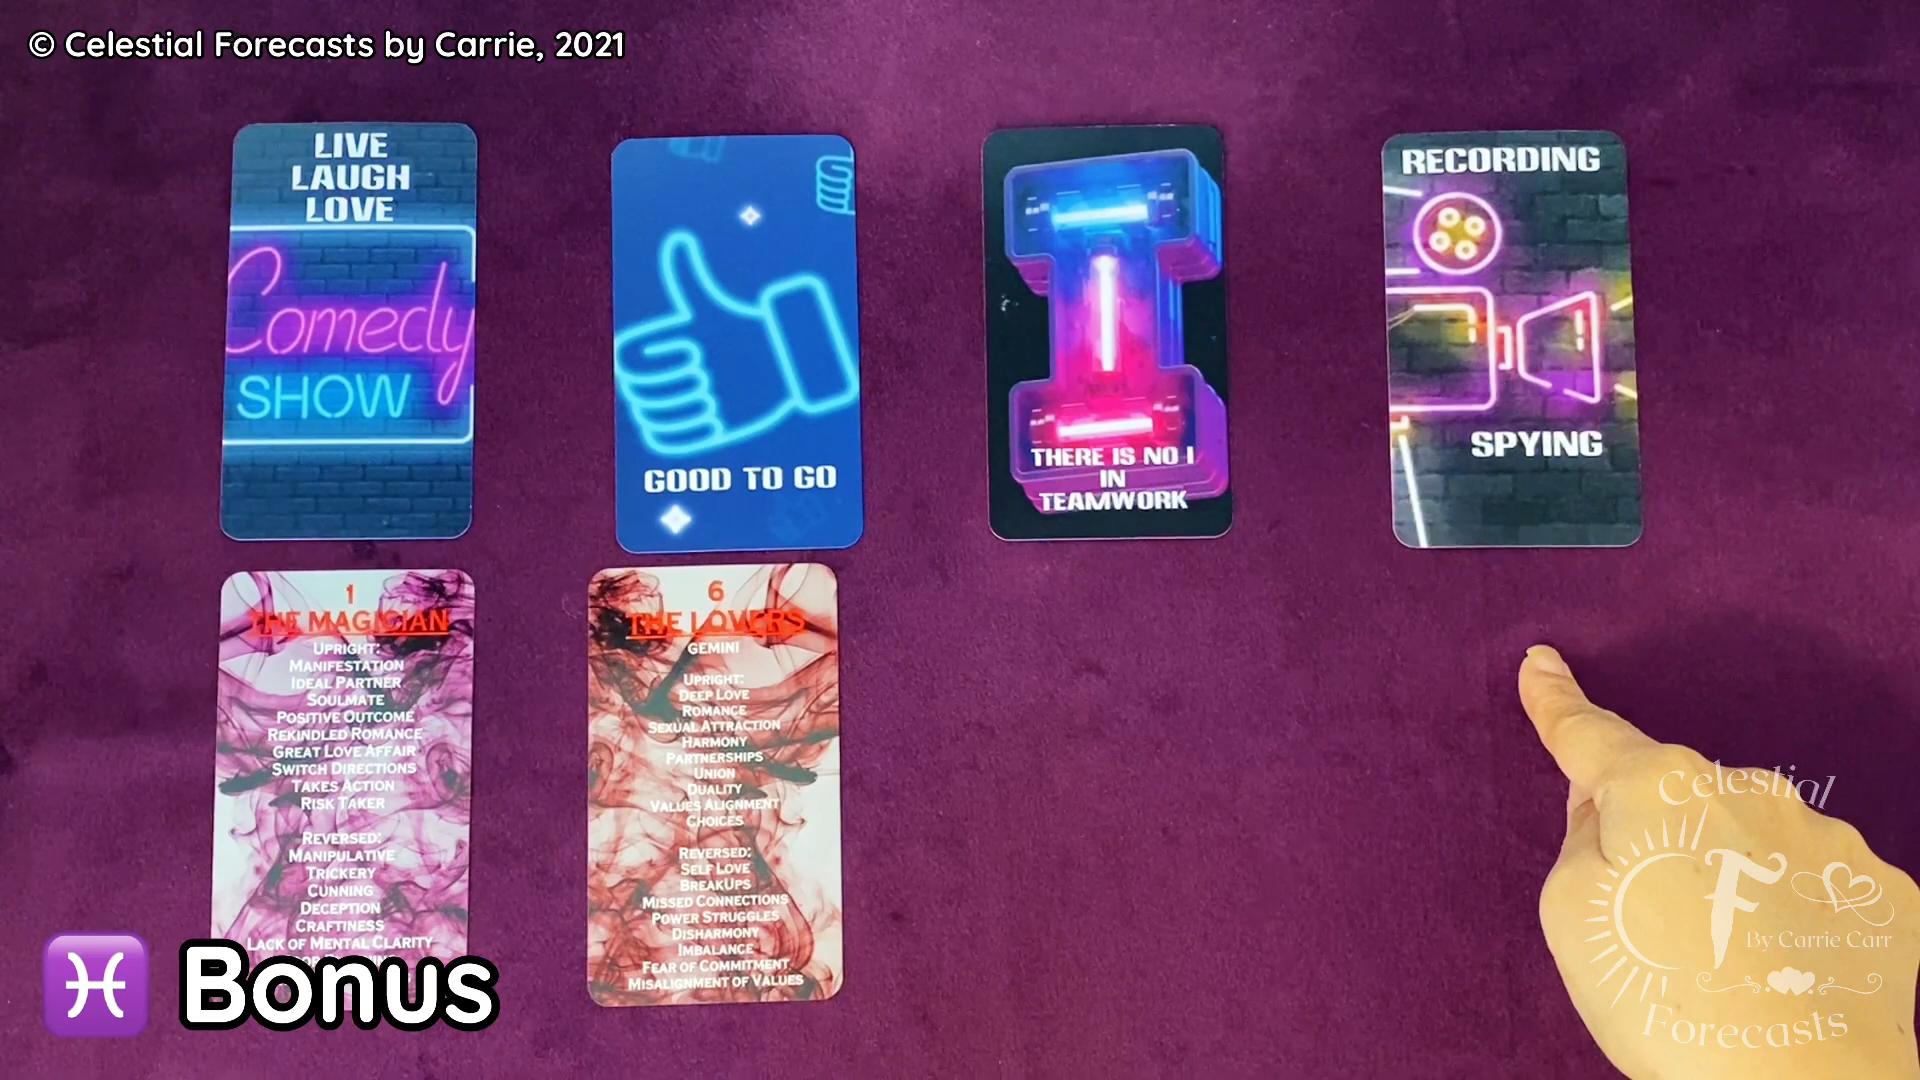 © Celestial Forecasts by Carrie, 2021
LIVE
LAUGH
LOVE
Comedy
SHOW
GOOD TO GO
THERE IS NO I
IN
TEAMWORK
RECORDING
SPYING
1
THE MAGICIAN
UPRIGHT:
MANIFESTATION
IDEAL PARTNER
SOULMATE
POSITIVE OUTCOME
REKINDLED ROMANCE
GREAT LOVE AFFAIR
SWITCH DIRECTIONS
TAKES ACTION
RISK TAKER
REVERSED:
MANIPULATIVE
TRICKERY
CUNNING
DECEPTION
CRAFTINESS
LACK OF MENTAL CLARITY
6
THE LOVERS
GEMINI
UPRIGHT:
DEEP LOVE
ROMANCE
SEXUAL ATTRACTION
HARMONY
PARTNERSHIPS
UNION
DUALITY
VALUES ALIGNMENT
CHOICES
REVERSED:
SELF LOVE
BREAKUPS
MISSED CONNECTIONS
POWER STRUGGLES
DISHARMONY
IMBALANCE
FEAR OF COMMITMENT
MISALIGNMENT OF VALUES
♓ Bonus
Celestial
F
By Carrie Carr
Forecasts